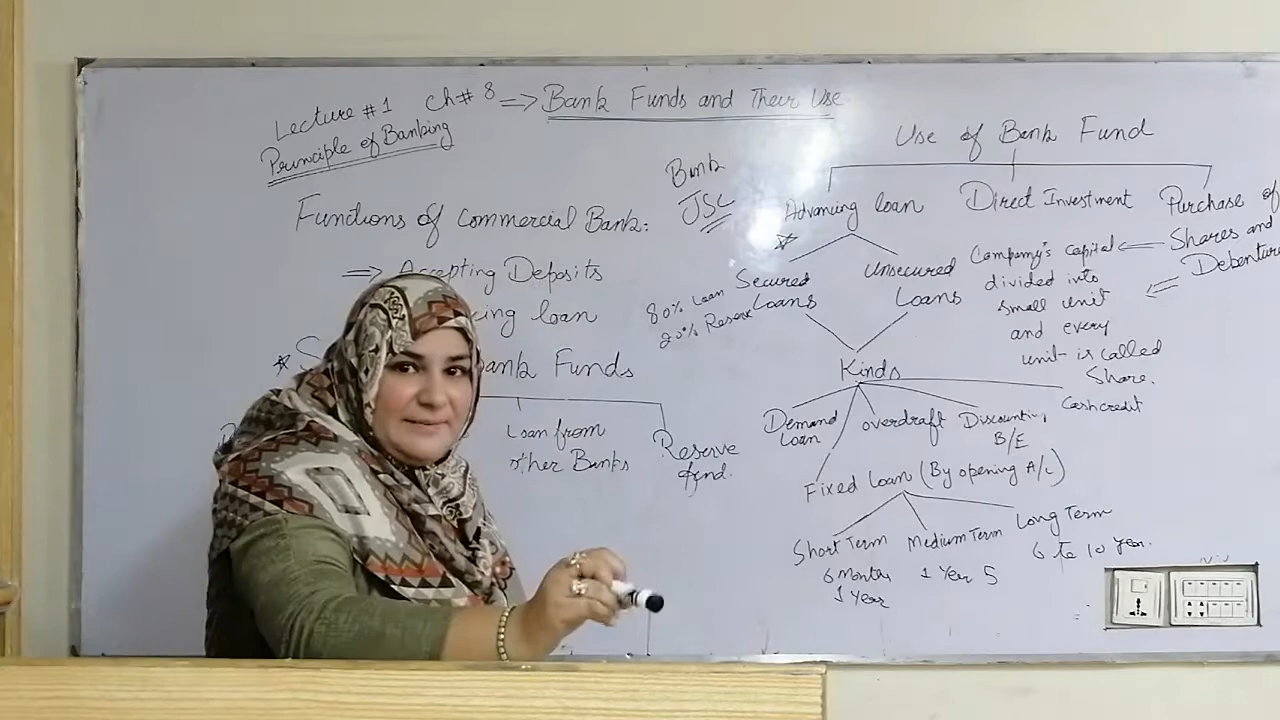 Lecture #1 Ch# 8 => Bank Funds and Their Use
Principle of Banking
Functions of Commercial Bank:
=> Accepting Deposits
loan
Bank Funds
Loan from
other Banks
Reserve
fund.
Bank
JSC
Use of Bank Fund
Advancing loan
Direct Investment
Purchase of
Shares and
Debenture
Secured
Loans
80% Loan
20% Reserve
Unsecured
Loans
Company's capital
divided into
small unit
and every
unit is called
Share.
Kinds
Demand
Loan
overdraft
Discounting
B/E
Cash credit
Fixed Loan (By opening A/c)
Short Term
6 Months
1 Year
Medium Term
1 Year 5
Long Term
6 to 10 Year.